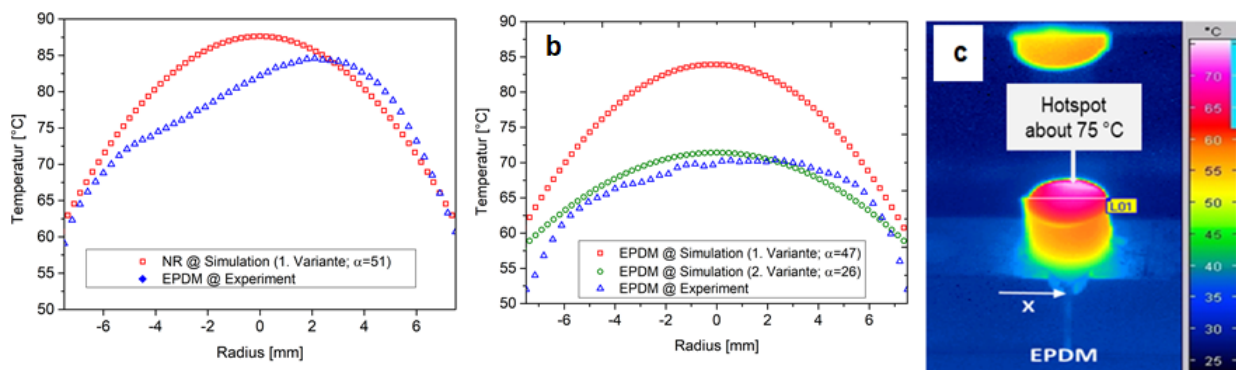 90
85
80
75
70
65
60
55
50
Temperatur [°C]
-6
-4
-2
0
2
4
6
Radius [mm]
NR @ Simulation (1. Variante; α=51)
EPDM @ Experiment
b
90
85
80
75
70
65
60
55
50
Temperatur [°C]
-6
-4
-2
0
2
4
6
Radius [mm]
EPDM @ Simulation (1. Variante; α=47)
EPDM @ Simulation (2. Variante; α=26)
EPDM @ Experiment
c
Hotspot
about 75 °C
L01
x
EPDM
°C
70
65
60
55
50
45
40
35
30
25